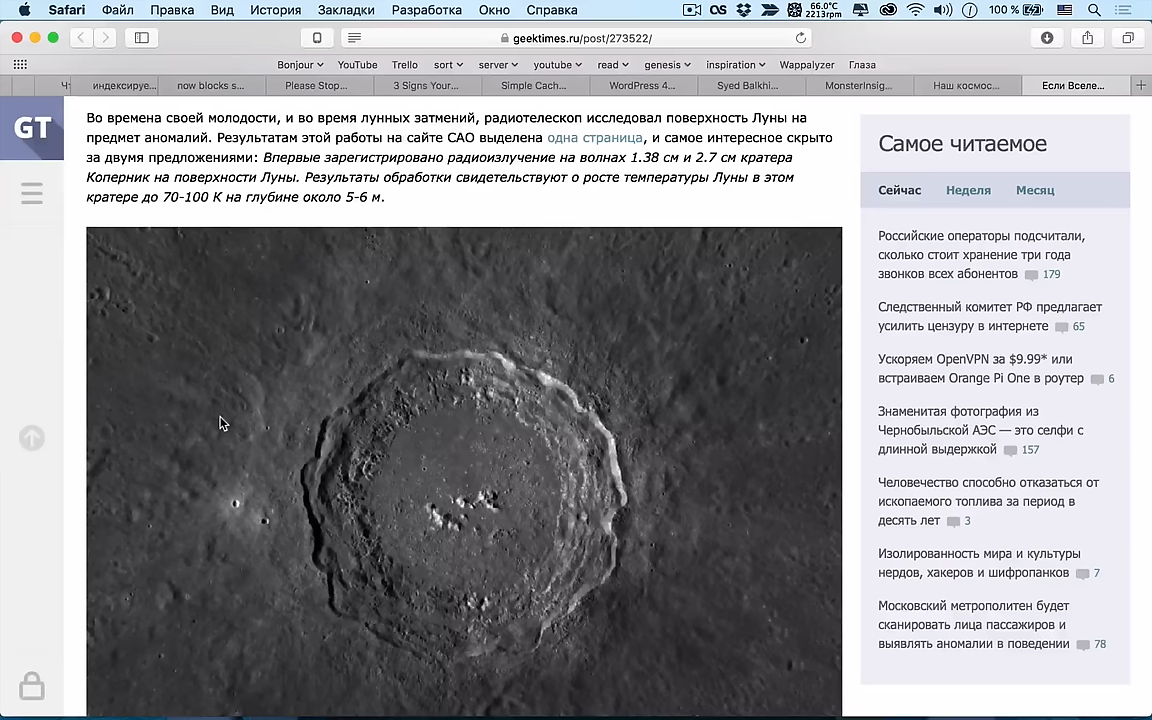 Safari Файл Правка Вид История Закладки Разработка Окно Справка 66.0°C 2213rpm 100 %
geektimes.ru/post/273522/
Bonjour YouTube Trello sort server youtube read genesis inspiration Wappalyzer Глаза
Чт индексируе... now blocks s... Please Stop... 3 Signs Your... Simple Cach... WordPress 4... Syed Balkhi... MonsterInsig... Наш космос... Если Вселе...
GT
Во времена своей молодости, и во время лунных затмений, радиотелескоп исследовал поверхность Луны на
предмет аномалий. Результатам этой работы на сайте САО выделена одна страница, и самое интересное скрыто
за двумя предложениями: Впервые зарегистрировано радиоизлучение на волнах 1.38 см и 2.7 см кратера
Коперник на поверхности Луны. Результаты обработки свидетельствуют о росте температуры Луны в этом
кратере до 70-100 К на глубине около 5-6 м.
Самое читаемое
Сейчас Неделя Месяц
Российские операторы подсчитали,
сколько стоит хранение три года
звонков всех абонентов 179
Следственный комитет РФ предлагает
усилить цензуру в интернете 65
Ускоряем OpenVPN за $9.99* или
встраиваем Orange Pi One в роутер 6
Знаменитая фотография из
Чернобыльской АЭС — это селфи с
длинной выдержкой 157
Человечество способно отказаться от
ископаемого топлива за период в
десять лет 3
Изолированность мира и культуры
нердов, хакеров и шифропанков 7
Московский метрополитен будет
сканировать лица пассажиров и
выявлять аномалии в поведении 78